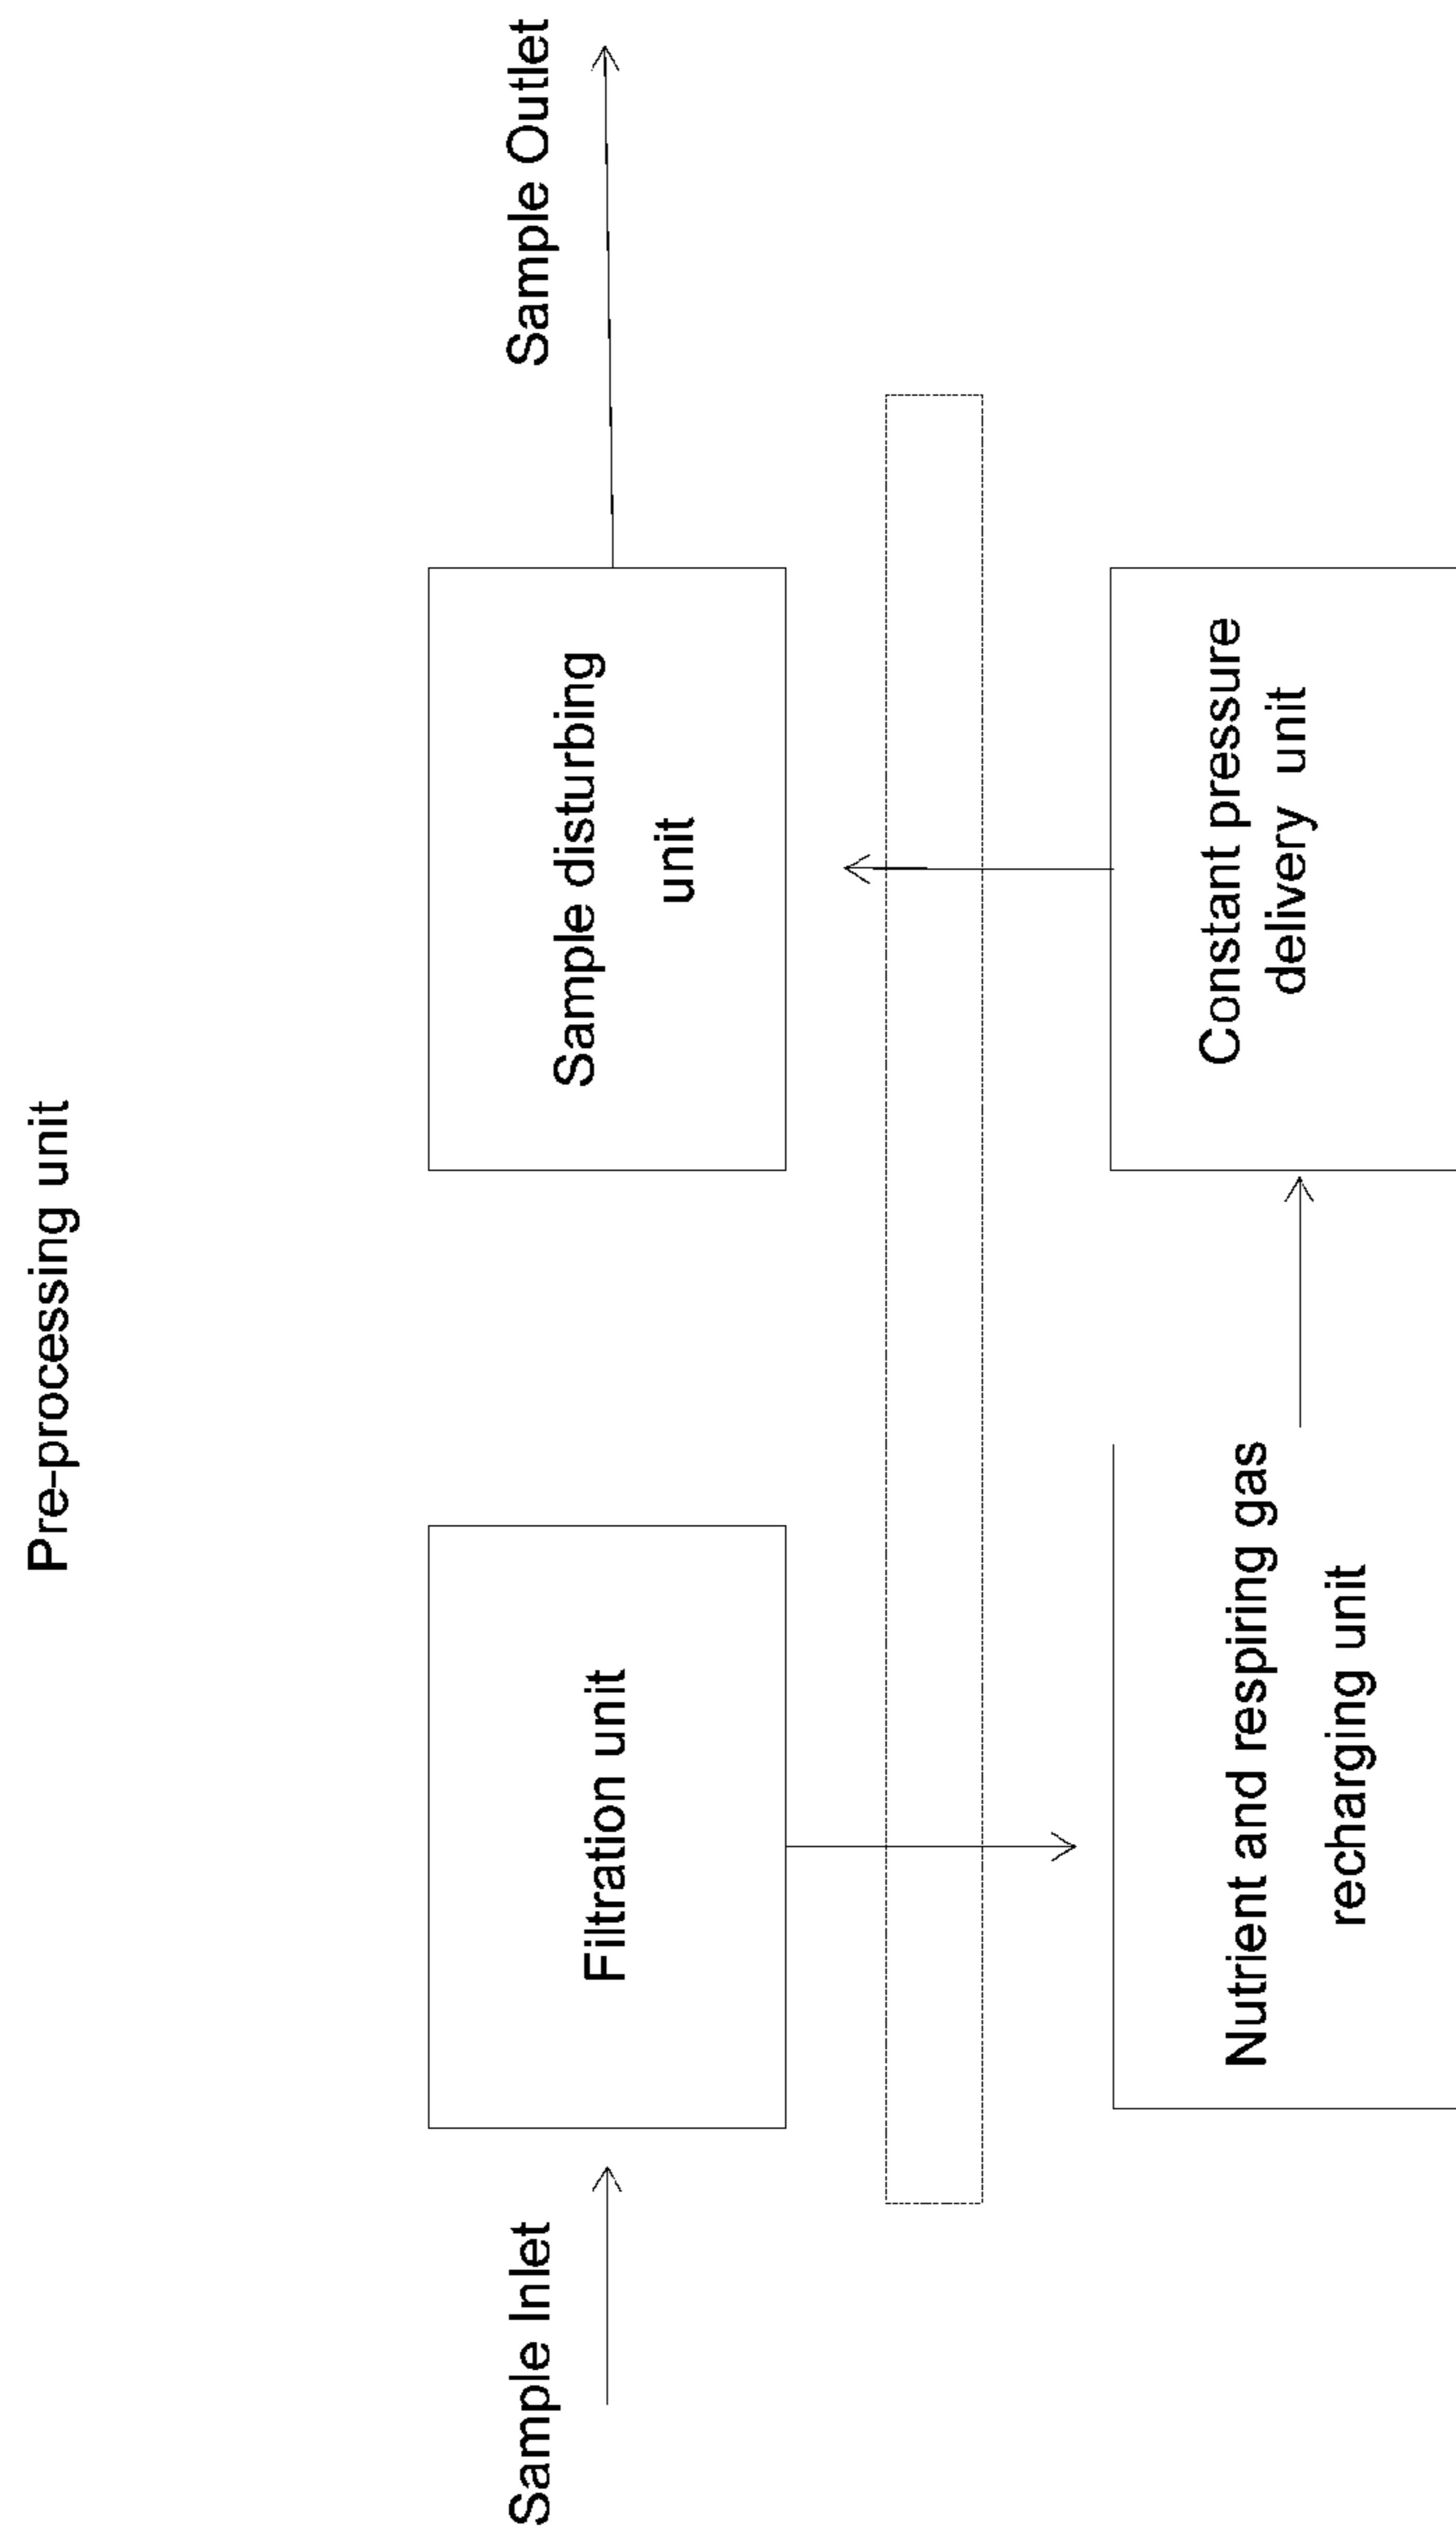 Pre-processing unit
Sample Inlet
Filtration unit
Sample disturbing
unit
Sample Outlet
Nutrient and respiring gas
recharging unit
Constant pressure
delivery unit